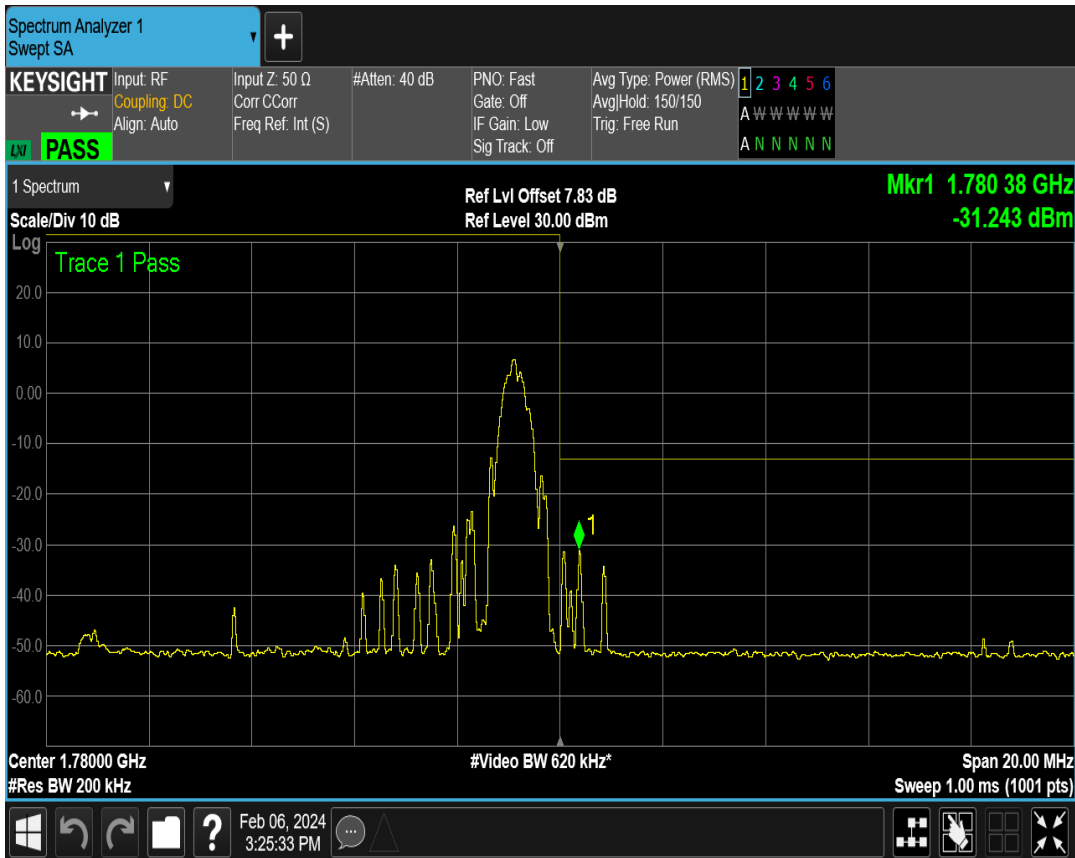 Spectrum Analyzer 1
Swept SA
+
KEYSIGHT
LXI
PASS
Input: RF
Coupling: DC
Align: Auto
Input Z: 50 Ω
Corr CCorr
Freq Ref: Int (S)
#Atten: 40 dB
PNO: Fast
Gate: Off
IF Gain: Low
Sig Track: Off
Avg Type: Power (RMS)
Avg|Hold: 150/150
Trig: Free Run
1 2 3 4 5 6
A W W W W W
A N N N N N
1 Spectrum
Scale/Div 10 dB
Ref Lvl Offset 7.83 dB
Ref Level 30.00 dBm
Mkr1 1.780 38 GHz
-31.243 dBm
Log
Trace 1 Pass
20.0
10.0
0.00
-10.0
-20.0
1
-30.0
-40.0
-50.0
-60.0
Center 1.78000 GHz
#Res BW 200 kHz
#Video BW 620 kHz*
Span 20.00 MHz
Sweep 1.00 ms (1001 pts)
?
Feb 06, 2024
3:25:33 PM